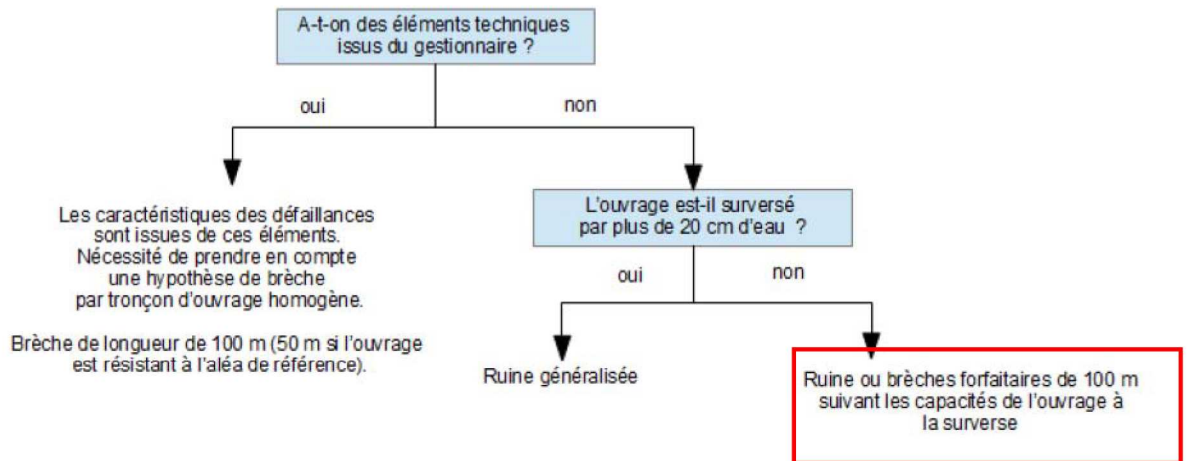 A-t-on des éléments techniques
issus du gestionnaire ?
oui
non
Les caractéristiques des défaillances
sont issues de ces éléments.
Nécessité de prendre en compte
une hypothèse de brèche
par tronçon d'ouvrage homogène.
Brèche de longueur de 100 m (50 m si l'ouvrage
est résistant à l'aléa de référence).
L'ouvrage est-il surversé
par plus de 20 cm d'eau ?
oui
non
Ruine généralisée
Ruine ou brèches forfaitaires de 100 m
suivant les capacités de l'ouvrage à
la surverse